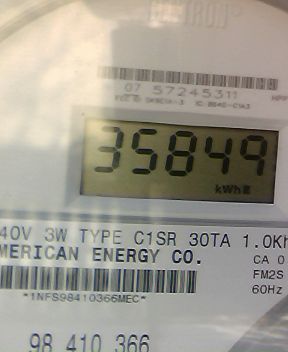 07 57245311
35849
kWh
40V 3W TYPE C1SR 30TA 1.0Kh
MERICAN ENERGY CO.
CA 0
FM2S
60Hz
*1NFS98410366MEC*
98 410 366